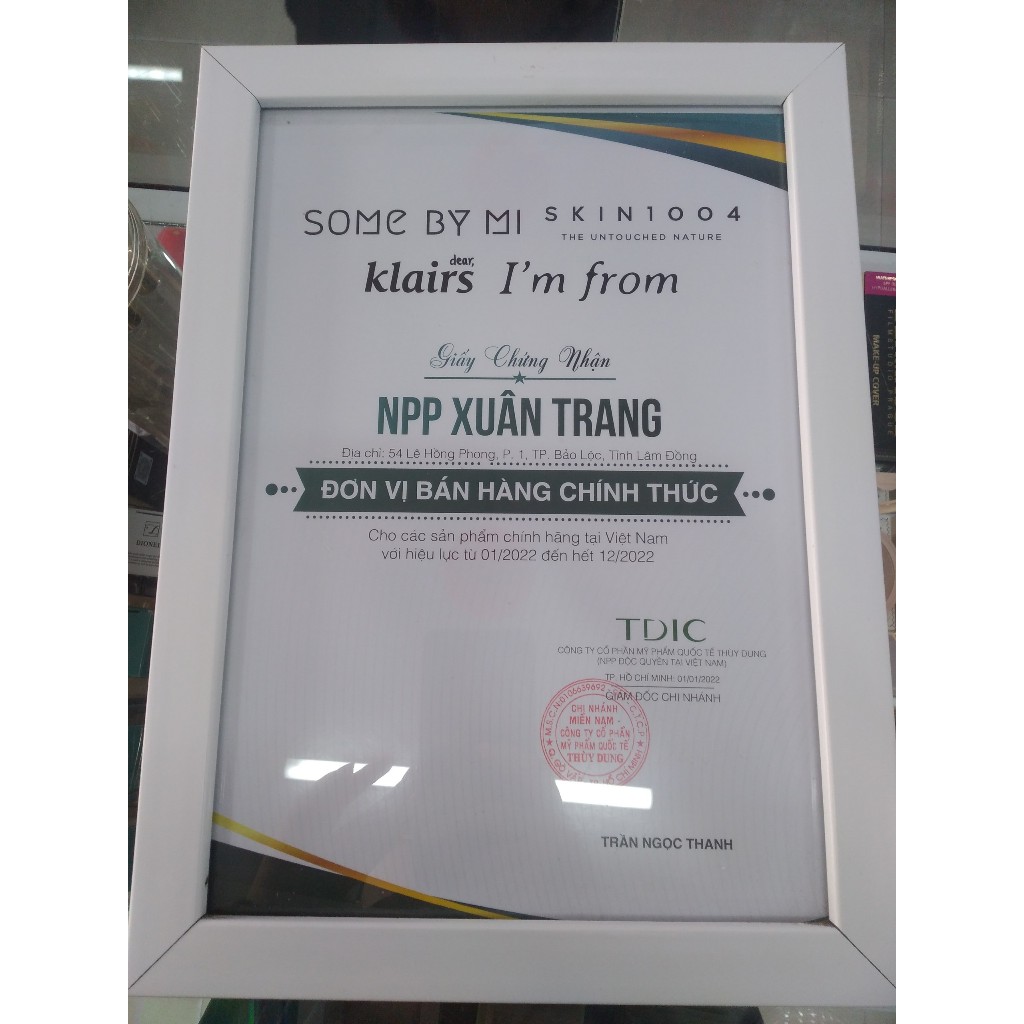 SOME BY MI
SKIN1004
THE UNTOUCHED NATURE
dear,
klairs
I'm from
Giấy Chứng Nhận
NPP XUÂN TRANG
Địa chỉ: 54 Lê Hồng Phong, P. 1, TP. Bảo Lộc, Tỉnh Lâm Đồng
ĐƠN VỊ BÁN HÀNG CHÍNH THỨC
Cho các sản phẩm chính hãng tại Việt Nam
với hiệu lực từ 01/2022 đến hết 12/2022
TDIC
CÔNG TY CỔ PHẦN MỸ PHẨM QUỐC TẾ THÙY DUNG
(NPP ĐỘC QUYỀN TẠI VIỆT NAM)
TP. HỒ CHÍ MINH: 01/01/2022
GIÁM ĐỐC CHI NHÁNH
M.S.C.N:0106639692
CHI NHÁNH
MIỀN NAM -
CÔNG TY CỔ PHẦN
MỸ PHẨM QUỐC TẾ
THÙY DUNG
TRẦN NGỌC THANH
FILMSTUDIO PRAGUE
MAKE-UP COVER